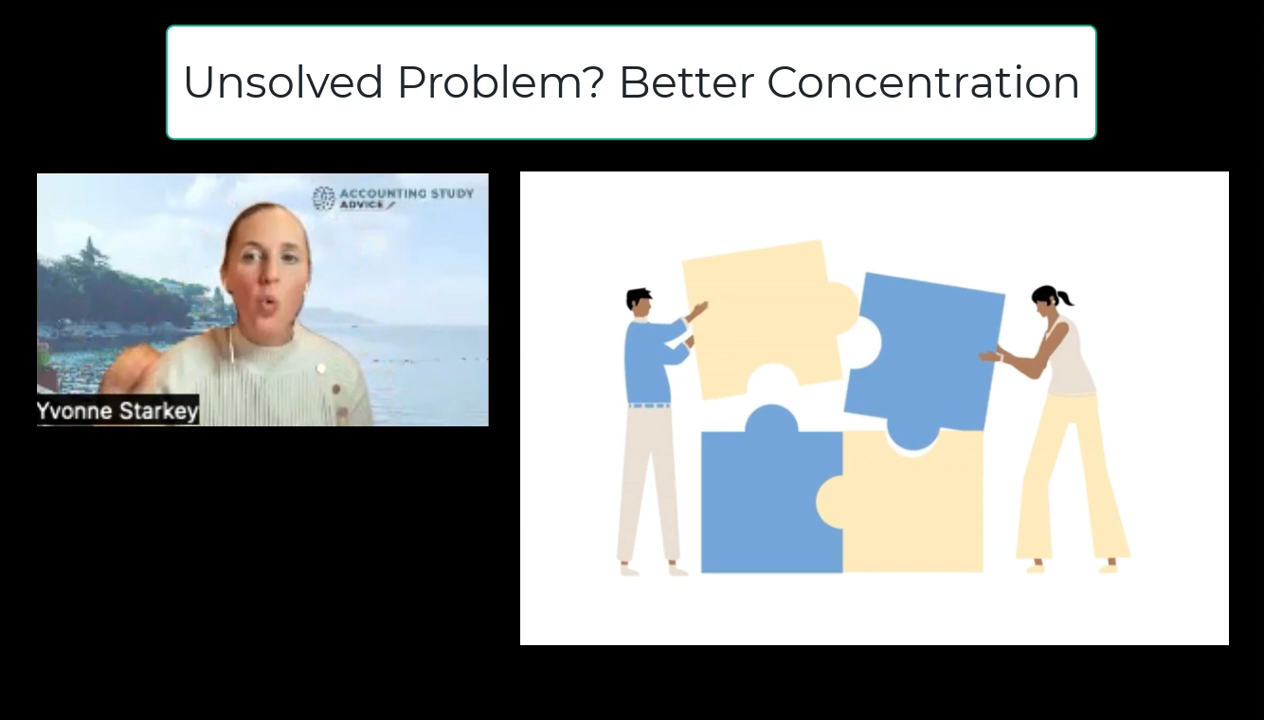 Unsolved Problem? Better Concentration
ACCOUNTING STUDY
ADVICE
Yvonne Starkey